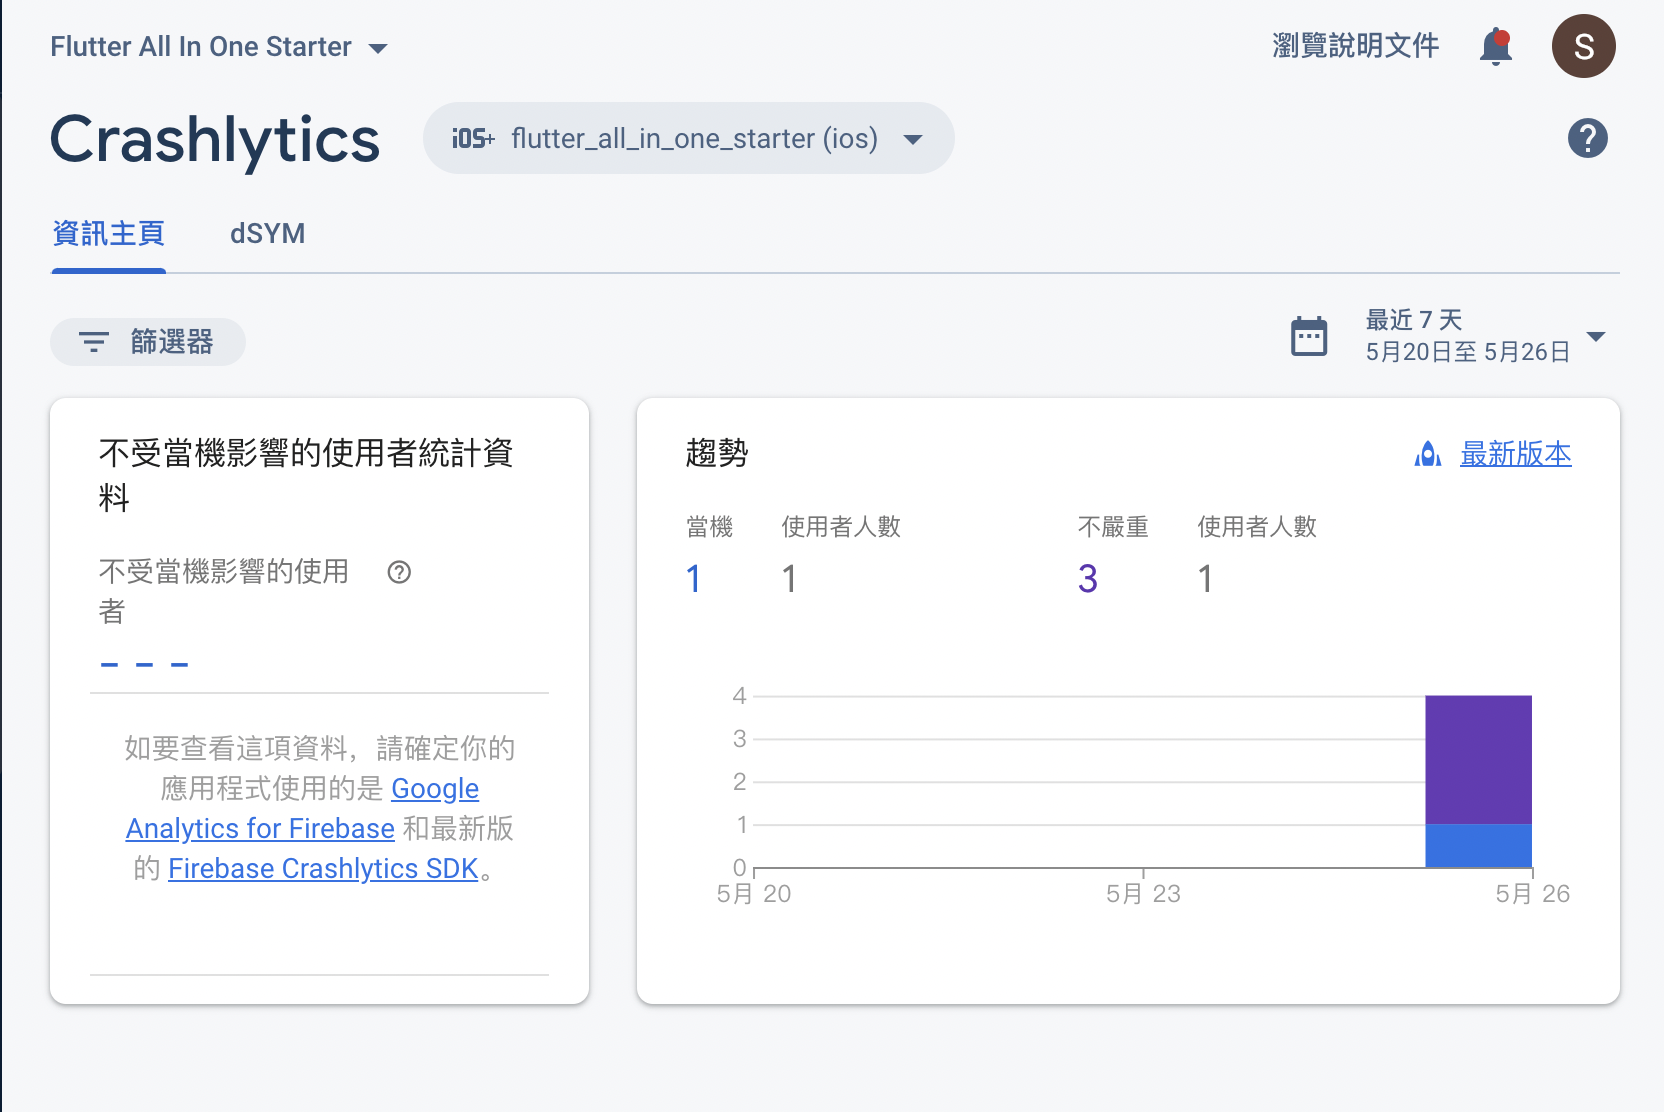 Flutter All In One Starter
瀏覽說明文件
S
Crashlytics
iOS+ flutter_all_in_one_starter (ios)
?
資訊主頁
dSYM
篩選器
最近 7 天
5月20日至 5月26日
不受當機影響的使用者統計資
料
不受當機影響的使用
者
?
– – –
如要查看這項資料，請確定你的
應用程式使用的是 Google
Analytics for Firebase 和最新版
的 Firebase Crashlytics SDK。
趨勢
最新版本
當機 使用者人數 不嚴重 使用者人數
1 1 3 1
4
3
2
1
0
5月 20 5月 23 5月 26